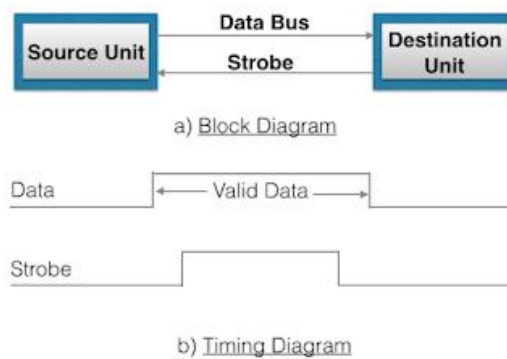 Data Bus
Source Unit
Strobe
Destination
Unit
a) Block Diagram
Data
Valid Data
Strobe
b) Timing Diagram